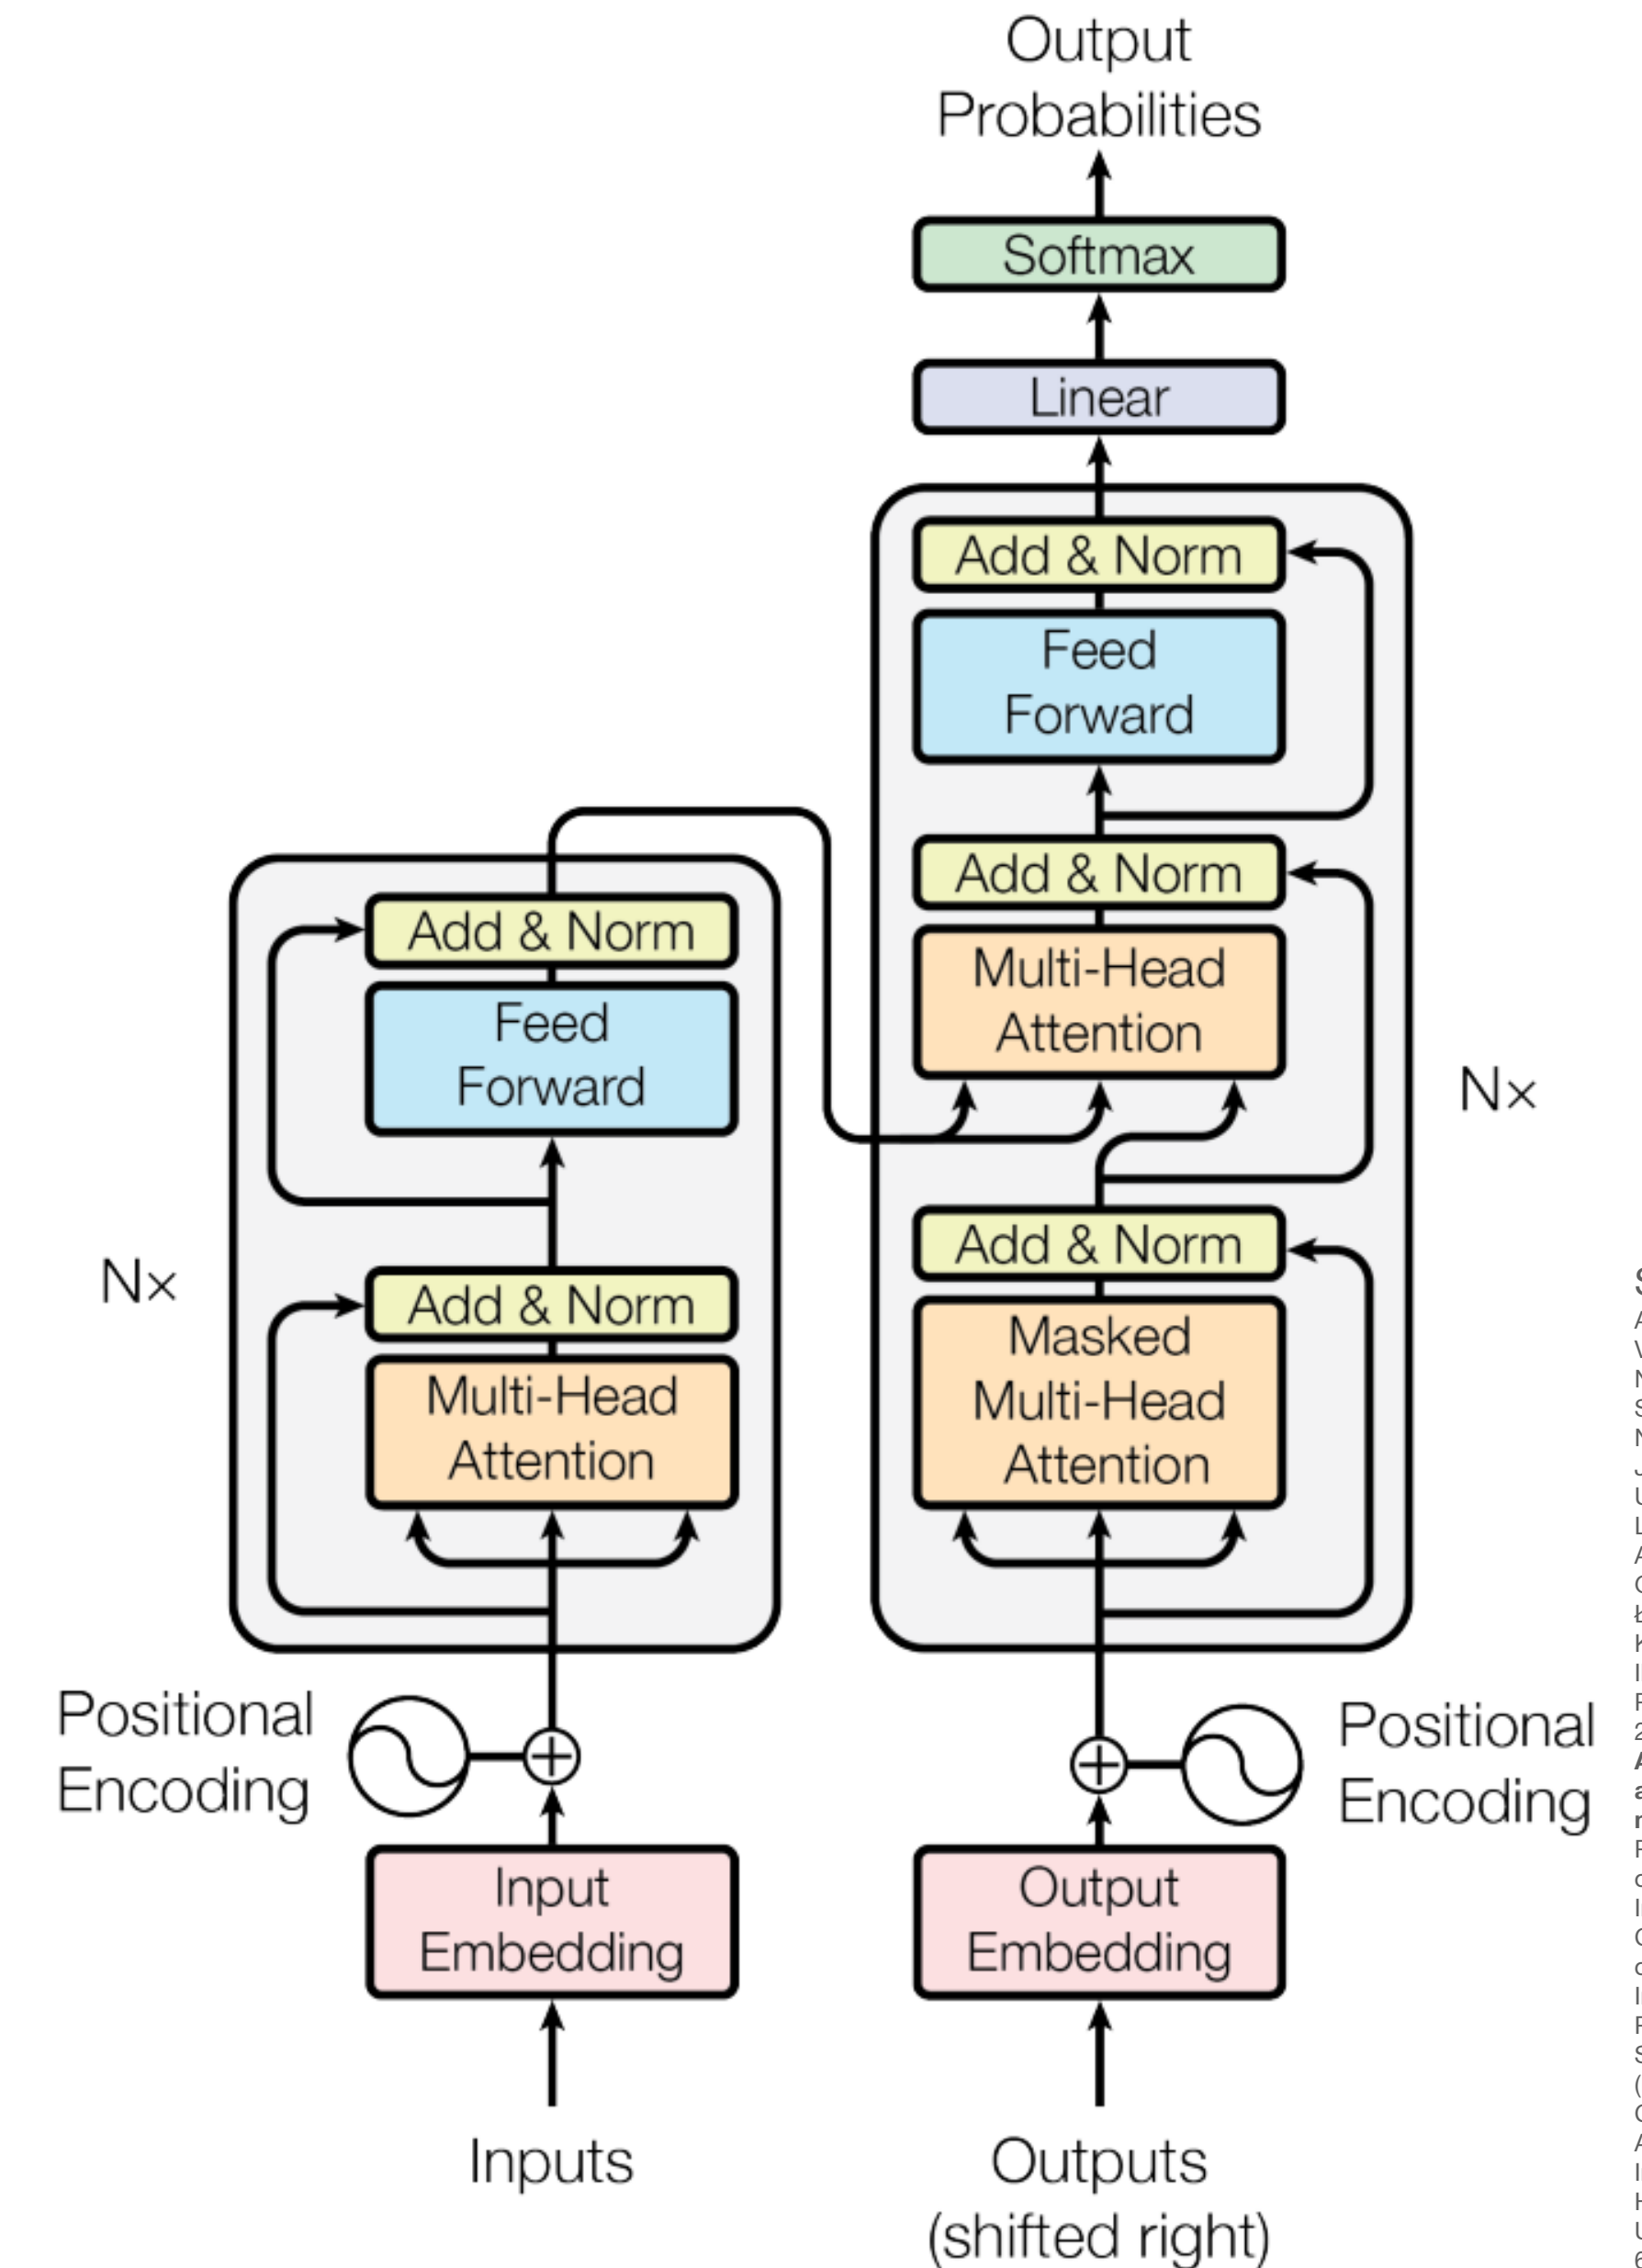 Output
Probabilities
Softmax
Linear
Add & Norm
Feed
Forward
Add & Norm
Multi-Head
Attention
Nx
Add & Norm
Masked
Multi-Head
Attention
Add & Norm
Feed
Forward
Nx
Add & Norm
Multi-Head
Attention
Positional
Encoding
Positional
Encoding
Input
Embedding
Output
Embedding
Inputs
Outputs
(shifted right)